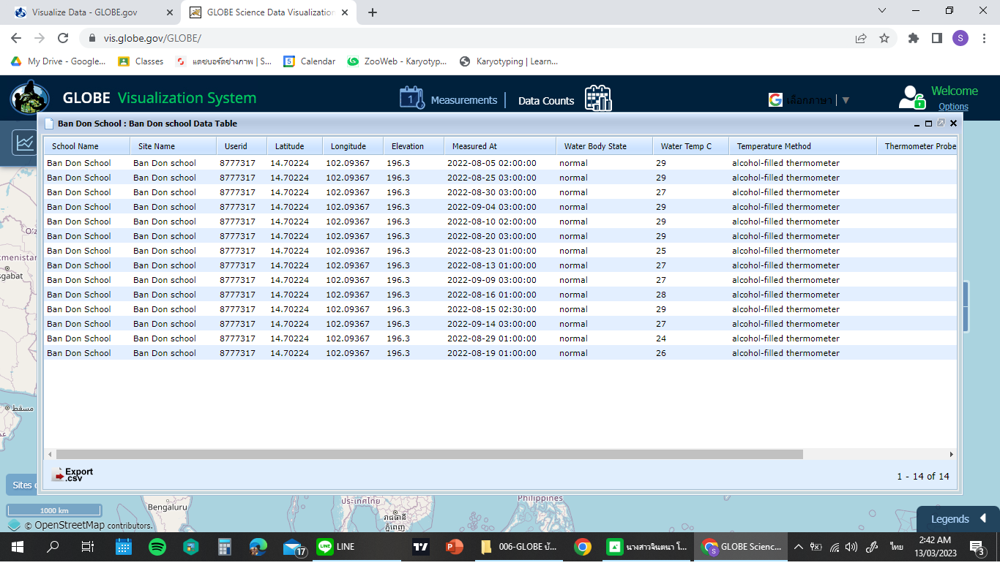 Visualize Data - GLOBE.gov
GLOBE Science Data Visualization
vis.globe.gov/GLOBE/
S
My Drive - Google...
Classes
แดชบอร์ดช่างภาพ | S...
5 Calendar
ZooWeb - Karyotyp...
Karyotyping | Learn...
GLOBE Visualization System
1 Measurements
Data Counts
เลือกภาษา ▼
Welcome
Options
Ban Don School : Ban Don school Data Table
School Name Site Name Userid Latitude Longitude Elevation Measured At Water Body State Water Temp C Temperature Method Thermometer Probe
Ban Don School Ban Don school 8777317 14.70224 102.09367 196.3 2022-08-05 02:00:00 normal 29 alcohol-filled thermometer
Ban Don School Ban Don school 8777317 14.70224 102.09367 196.3 2022-08-25 03:00:00 normal 29 alcohol-filled thermometer
Ban Don School Ban Don school 8777317 14.70224 102.09367 196.3 2022-08-30 03:00:00 normal 27 alcohol-filled thermometer
Ban Don School Ban Don school 8777317 14.70224 102.09367 196.3 2022-09-04 03:00:00 normal 29 alcohol-filled thermometer
Ban Don School Ban Don school 8777317 14.70224 102.09367 196.3 2022-08-10 02:00:00 normal 29 alcohol-filled thermometer
Ban Don School Ban Don school 8777317 14.70224 102.09367 196.3 2022-08-20 03:00:00 normal 29 alcohol-filled thermometer
Ban Don School Ban Don school 8777317 14.70224 102.09367 196.3 2022-08-23 01:00:00 normal 25 alcohol-filled thermometer
Ban Don School Ban Don school 8777317 14.70224 102.09367 196.3 2022-08-13 01:00:00 normal 27 alcohol-filled thermometer
Ban Don School Ban Don school 8777317 14.70224 102.09367 196.3 2022-09-09 03:00:00 normal 27 alcohol-filled thermometer
Ban Don School Ban Don school 8777317 14.70224 102.09367 196.3 2022-08-16 01:00:00 normal 28 alcohol-filled thermometer
Ban Don School Ban Don school 8777317 14.70224 102.09367 196.3 2022-08-15 02:30:00 normal 29 alcohol-filled thermometer
Ban Don School Ban Don school 8777317 14.70224 102.09367 196.3 2022-09-14 03:00:00 normal 27 alcohol-filled thermometer
Ban Don School Ban Don school 8777317 14.70224 102.09367 196.3 2022-08-29 01:00:00 normal 24 alcohol-filled thermometer
Ban Don School Ban Don school 8777317 14.70224 102.09367 196.3 2022-08-19 01:00:00 normal 26 alcohol-filled thermometer
Export
.csv
1 - 14 of 14
O'z
menistan
sgabat
مسقط
Sites
1000 km
Bengaluru
ประเทศไทย
ราชธานี
กัมพูชา
Philippines
© OpenStreetMap contributors.
Legends
17
LINE
006-GLOBE บ้...
นางสาวจินตนา โ...
GLOBE Scienc...
ไทย
2:42 AM
13/03/2023
3